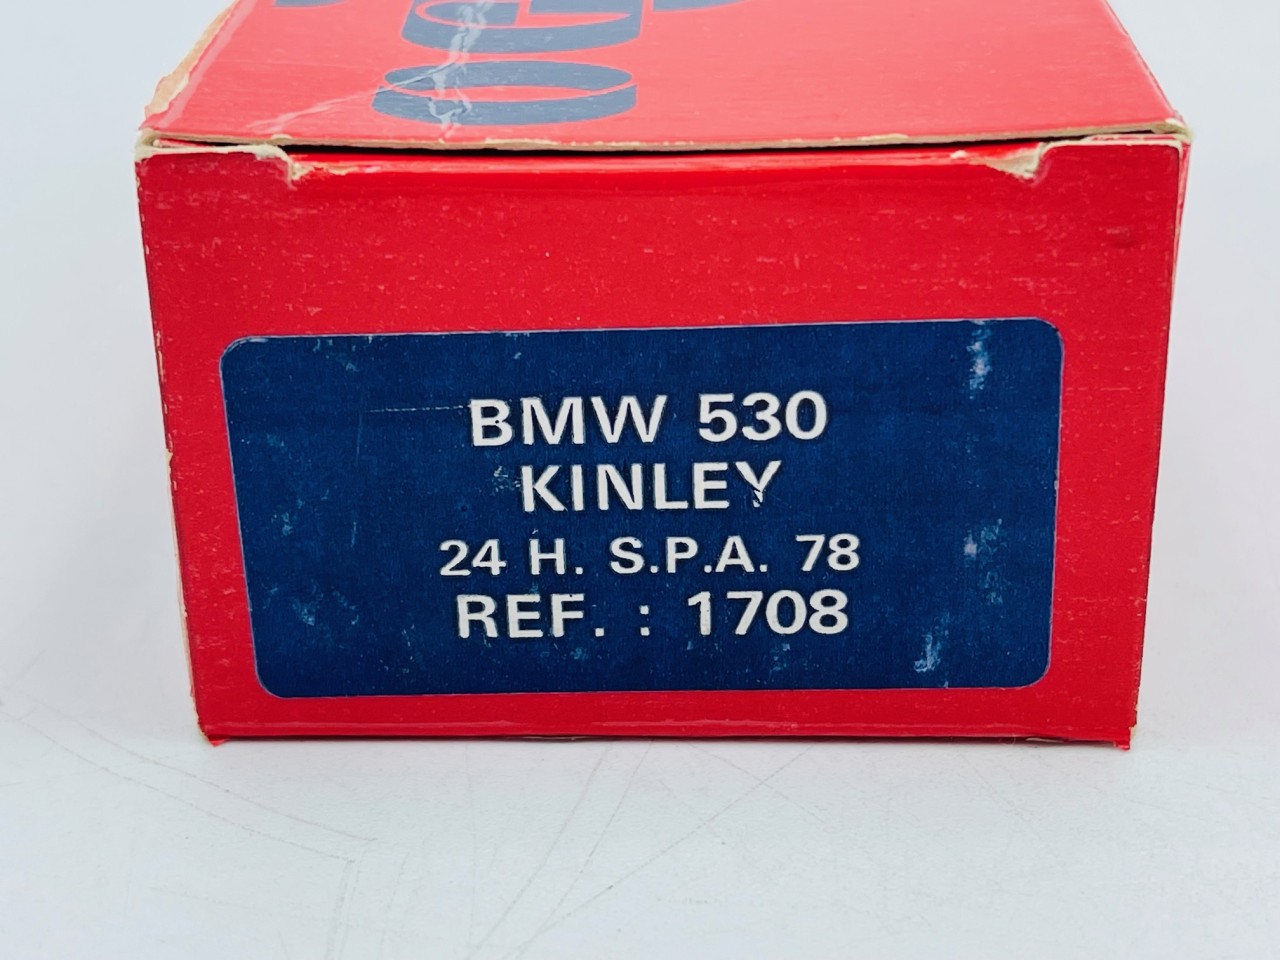 BMW 530
KINLEY
24 H. S.P.A. 78
REF. : 1708